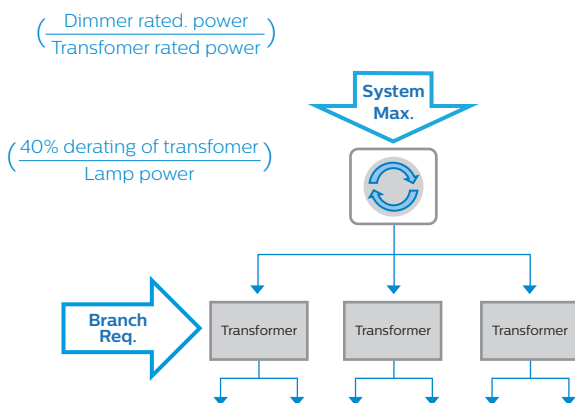 Dimmer rated. power
Transfomer rated power
System
Max.
40% derating of transfomer
Lamp power
Branch
Req.
Transformer
Transformer
Transformer